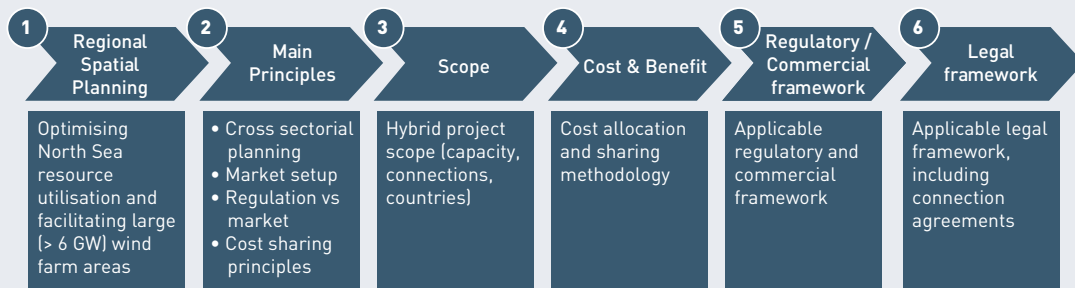 1
Regional
Spatial
Planning
2
Main
Principles
3
Scope
4
Cost & Benefit
5
Regulatory /
Commercial
framework
6
Legal
framework
Optimising
North Sea
resource
utilisation and
facilitating large
(> 6 GW) wind
farm areas
• Cross sectorial
planning
• Market setup
• Regulation vs
market
• Cost sharing
principles
Hybrid project
scope (capacity,
connections,
countries)
Cost allocation
and sharing
methodology
Applicable
regulatory and
commercial
framework
Applicable legal
framework,
including
connection
agreements